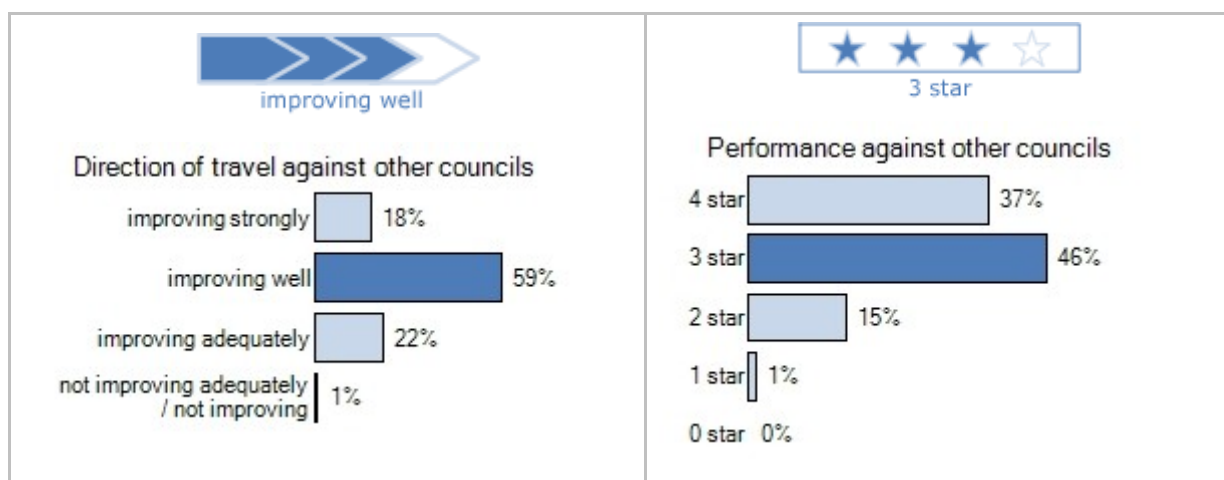 improving well
Direction of travel against other councils
improving strongly 18%
improving well 59%
improving adequately 22%
not improving adequately
/ not improving 1%
3 star
Performance against other councils
4 star 37%
3 star 46%
2 star 15%
1 star 1%
0 star 0%